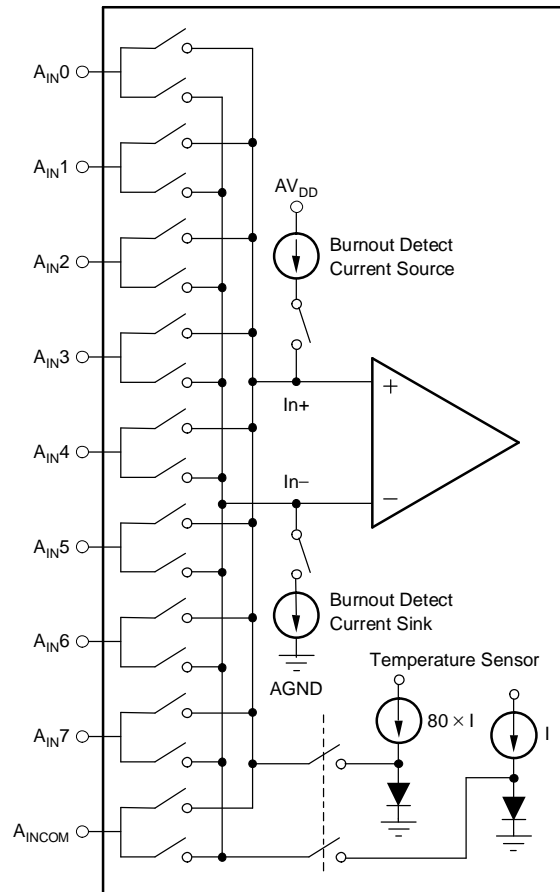 AIN0
AIN1
AVDD
Burnout Detect
Current Source
AIN2
AIN3
+
In+
AIN4
In−
−
AIN5
Burnout Detect
Current Sink
AIN6
Temperature Sensor
AGND
80 × I
I
AIN7
AINCOM